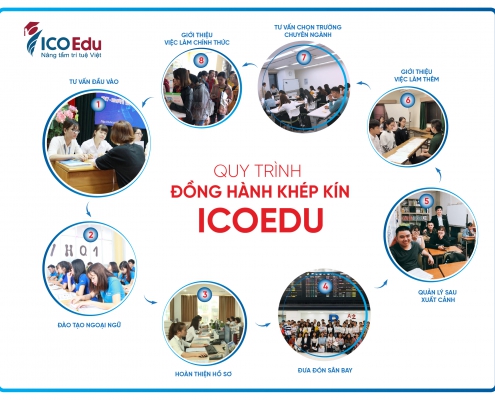 ICOEdu
Nâng tầm trí tuệ Việt
TƯ VẤN ĐẦU VÀO
1
GIỚI THIỆU
VIỆC LÀM CHÍNH THỨC
8
TƯ VẤN CHỌN TRƯỜNG
CHUYÊN NGÀNH
7
GIỚI THIỆU
VIỆC LÀM THÊM
6
QUY TRÌNH
ĐỒNG HÀNH KHÉP KÍN
ICOEDU
5
QUẢN LÝ SAU
XUẤT CẢNH
2
ĐÀO TẠO NGOẠI NGỮ
3
HOÀN THIỆN HỒ SƠ
4
ĐƯA ĐÓN SÂN BAY